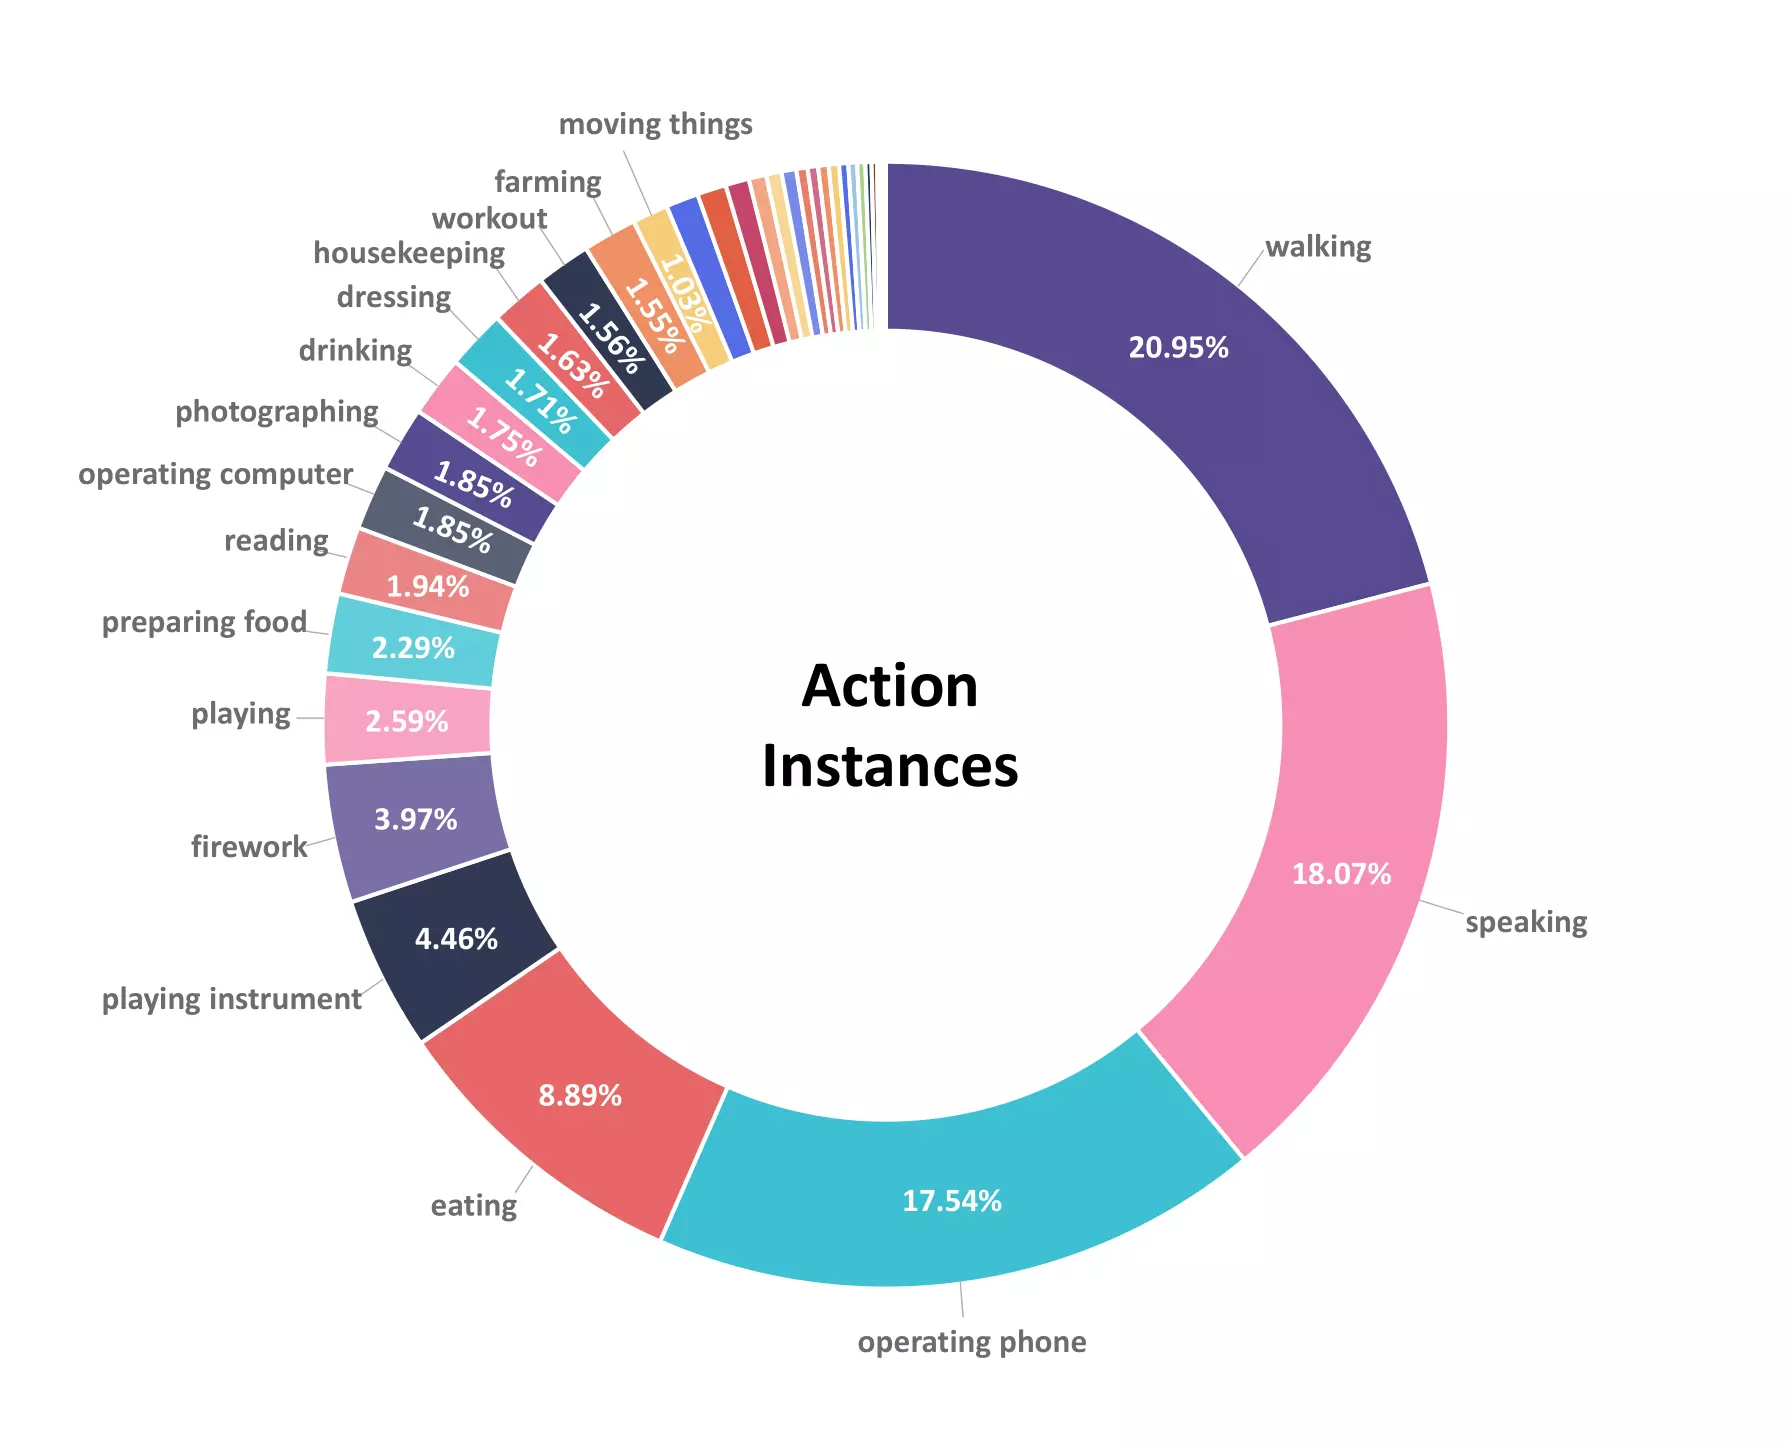 moving things
farming
workout
housekeeping
dressing
drinking
photographing
operating computer
reading
preparing food
playing
firework
playing instrument
eating
operating phone
speaking
walking
1.03%
1.55%
1.56%
1.63%
1.71%
1.75%
1.85%
1.85%
1.94%
2.29%
2.59%
3.97%
4.46%
8.89%
17.54%
18.07%
20.95%
Action
Instances